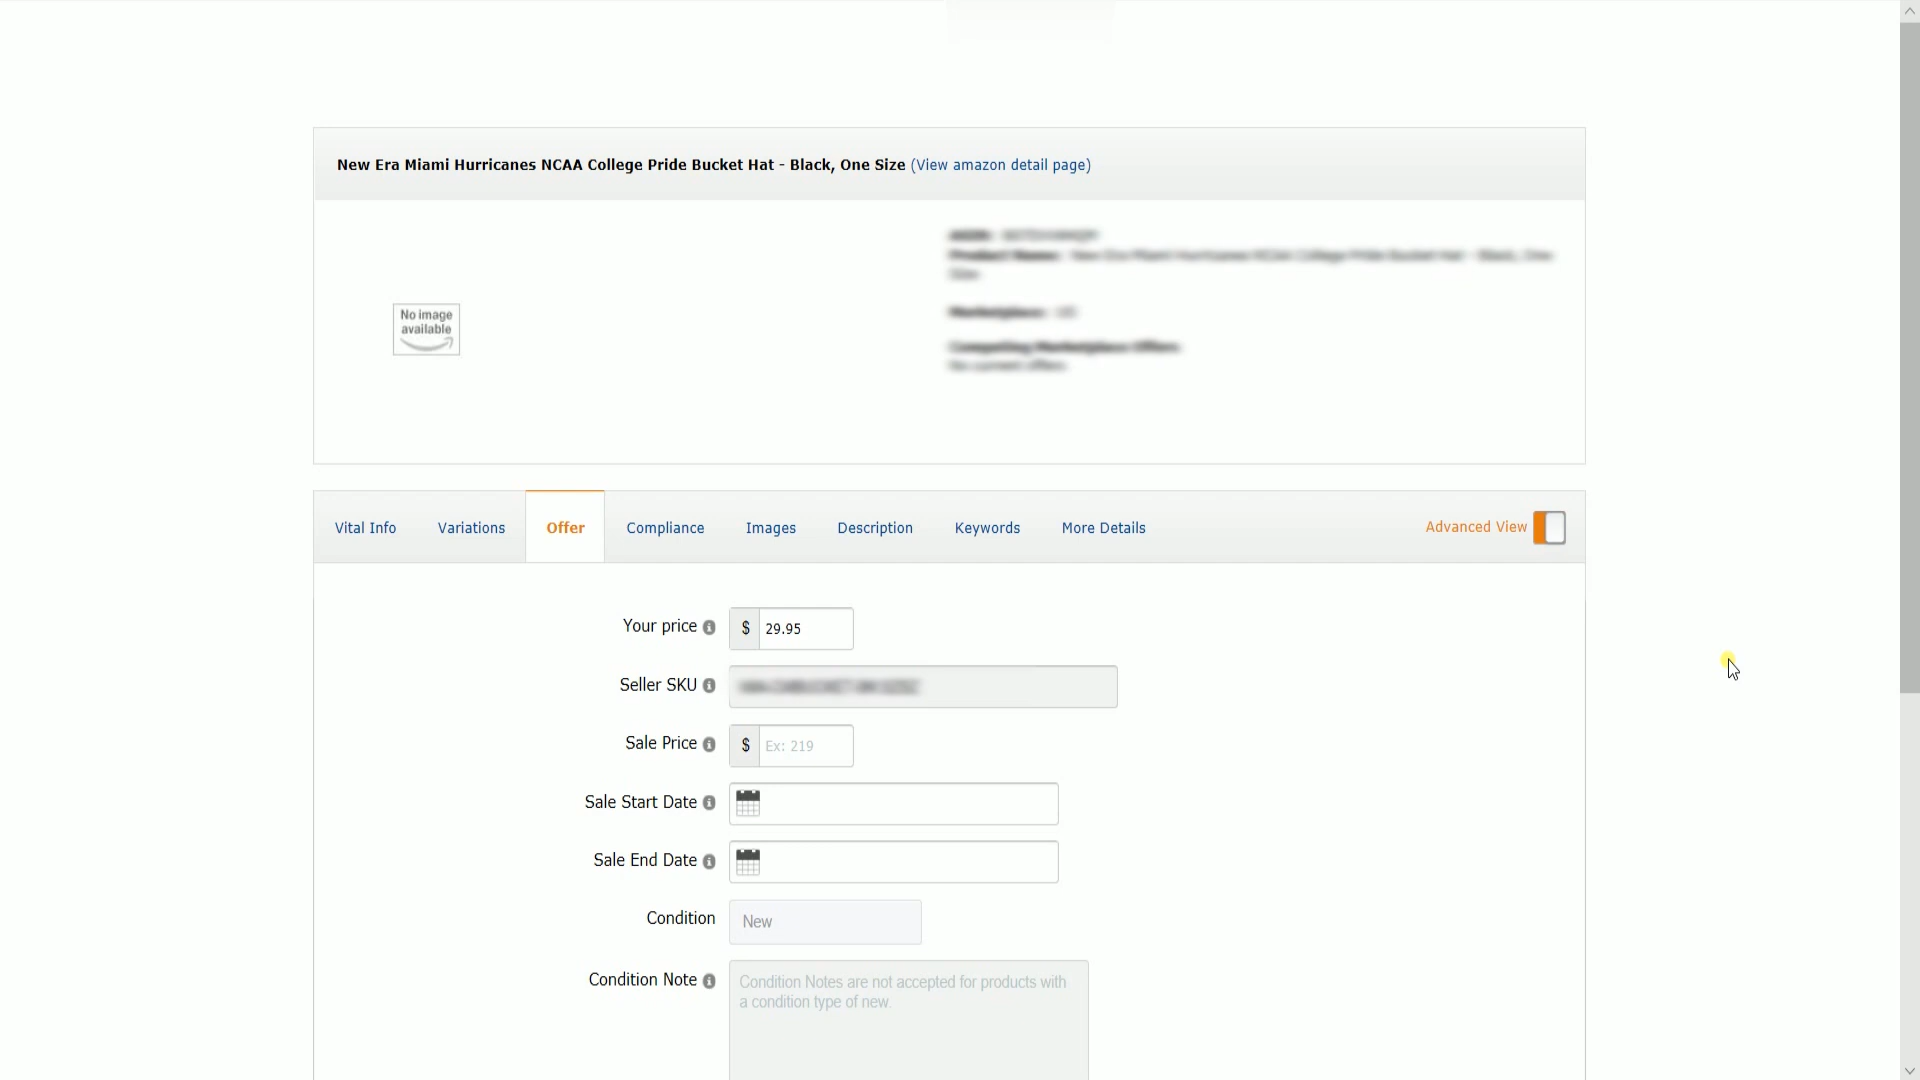 New Era Miami Hurricanes NCAA College Pride Bucket Hat - Black, One Size (View amazon detail page)
No image
available
Vital Info Variations Offer Compliance Images Description Keywords More Details Advanced View
Your price $ 29.95
Seller SKU
Sale Price $ Ex: 219
Sale Start Date
Sale End Date
Condition New
Condition Note Condition Notes are not accepted for products with
a condition type of new.